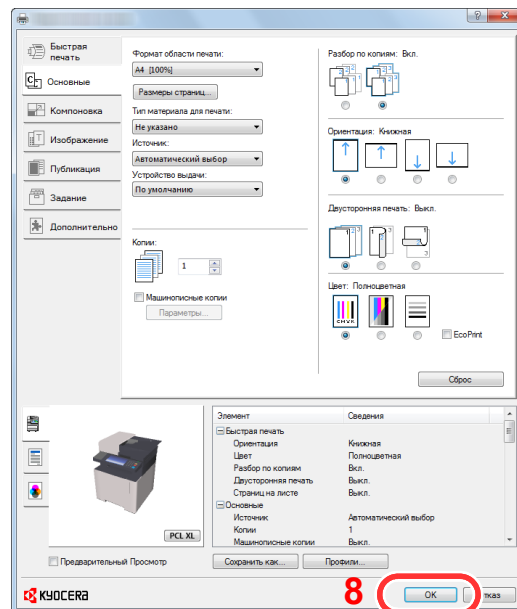 Быстрая
печать
Основные
Компоновка
Изображение
Публикация
Задание
Дополнительно
Формат области печати:
A4 [100%]
Размеры страниц...
Тип материала для печати:
Не указано
Источник:
Автоматический выбор
Устройство выдачи:
По умолчанию
Копии:
1
Машинописные копии
Параметры...
Разбор по копиям: Вкл.
Ориентация: Книжная
Двусторонняя печать: Выкл.
Цвет: Полноцветная
CMYK
EcoPrint
Сброс
PCL XL
Предварительный Просмотр
Элемент Сведения
Быстрая печать
Ориентация Книжная
Цвет Полноцветная
Разбор по копиям Вкл.
Двусторонняя печать Выкл.
Страниц на листе Выкл.
Основные
Источник Автоматический выбор
Копии 1
Машинописные копии Выкл.
Сохранить как... Профили...
KYOCERA
8
OK
тказ